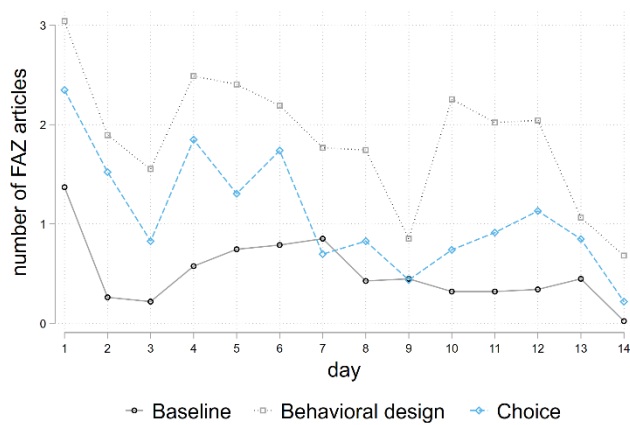 3
2
1
0
number of FAZ articles
1 2 3 4 5 6 7 8 9 10 11 12 13 14
day
Baseline Behavioral design Choice